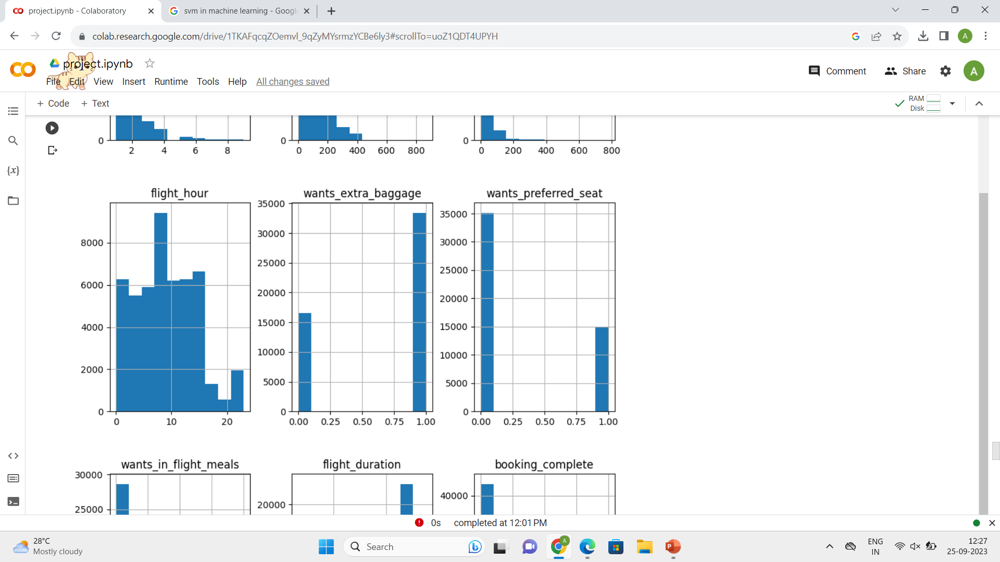 project.ipynb - Colaboratory
svm in machine learning - Googl
colab.research.google.com/drive/1TKAFqcqZOemvl_9qZyMYsrmzYCBe6ly3#scrollTo=uoZ1QDT4UPYH
A
project.ipynb
File Edit View Insert Runtime Tools Help All changes saved
Comment
Share
A
+ Code + Text
RAM
Disk
{x}
0
2 4 6 8
0
0 200 400 600 800
0
0 200 400 600 800
flight_hour
8000
6000
4000
2000
0
0 10 20
wants_extra_baggage
35000
30000
25000
20000
15000
10000
5000
0
0.00 0.25 0.50 0.75 1.00
wants_preferred_seat
35000
30000
25000
20000
15000
10000
5000
0
0.00 0.25 0.50 0.75 1.00
wants_in_flight_meals
30000
25000
flight_duration
20000
booking_complete
40000
0s completed at 12:01 PM
28°C
Mostly cloudy
Search
A
ENG
IN
12:27
25-09-2023